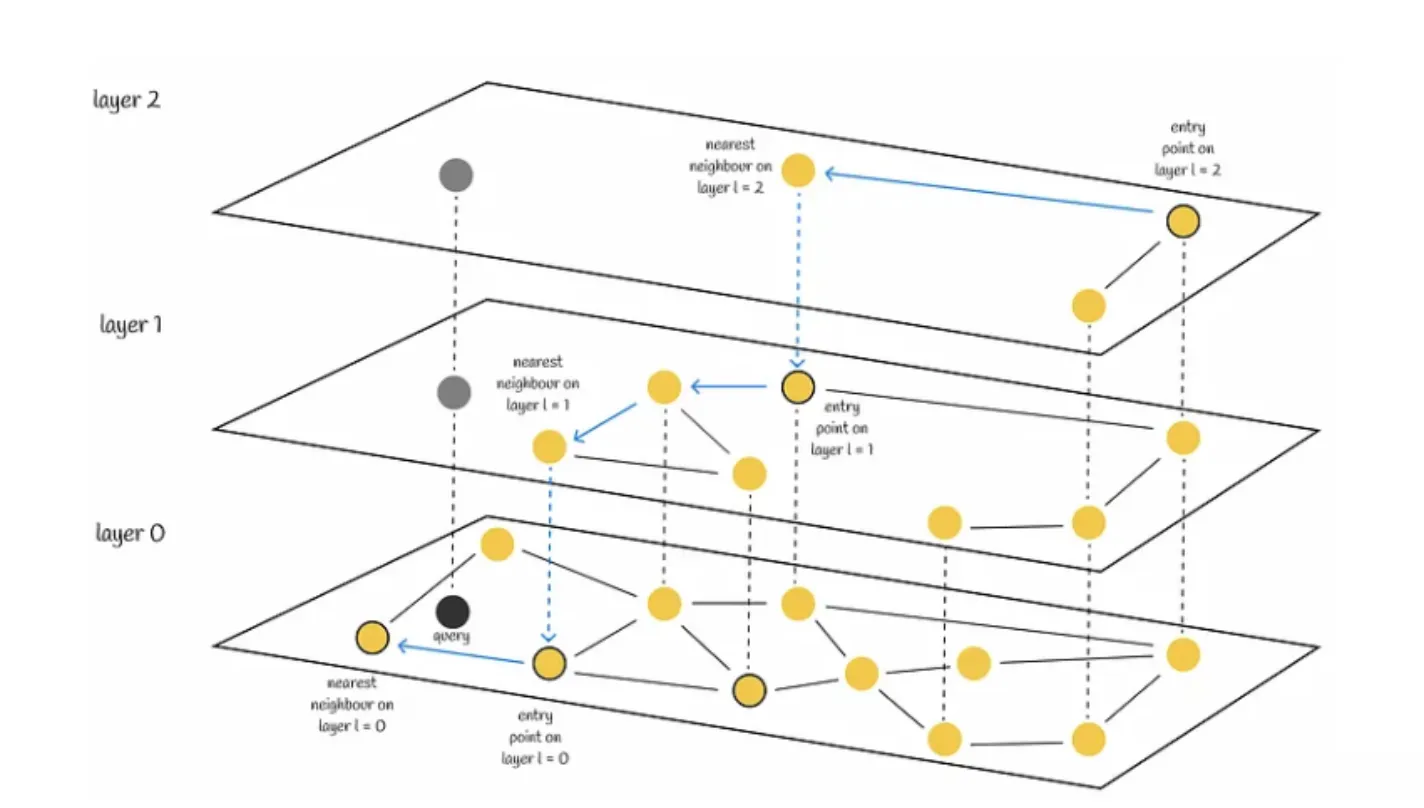 layer 2
nearest
neighbour on
layer l = 2
entry
point on
layer l = 2
layer 1
nearest
neighbour on
layer l = 1
entry
point on
layer l = 1
layer 0
query
nearest
neighbour on
layer l = 0
entry
point on
layer l = 0